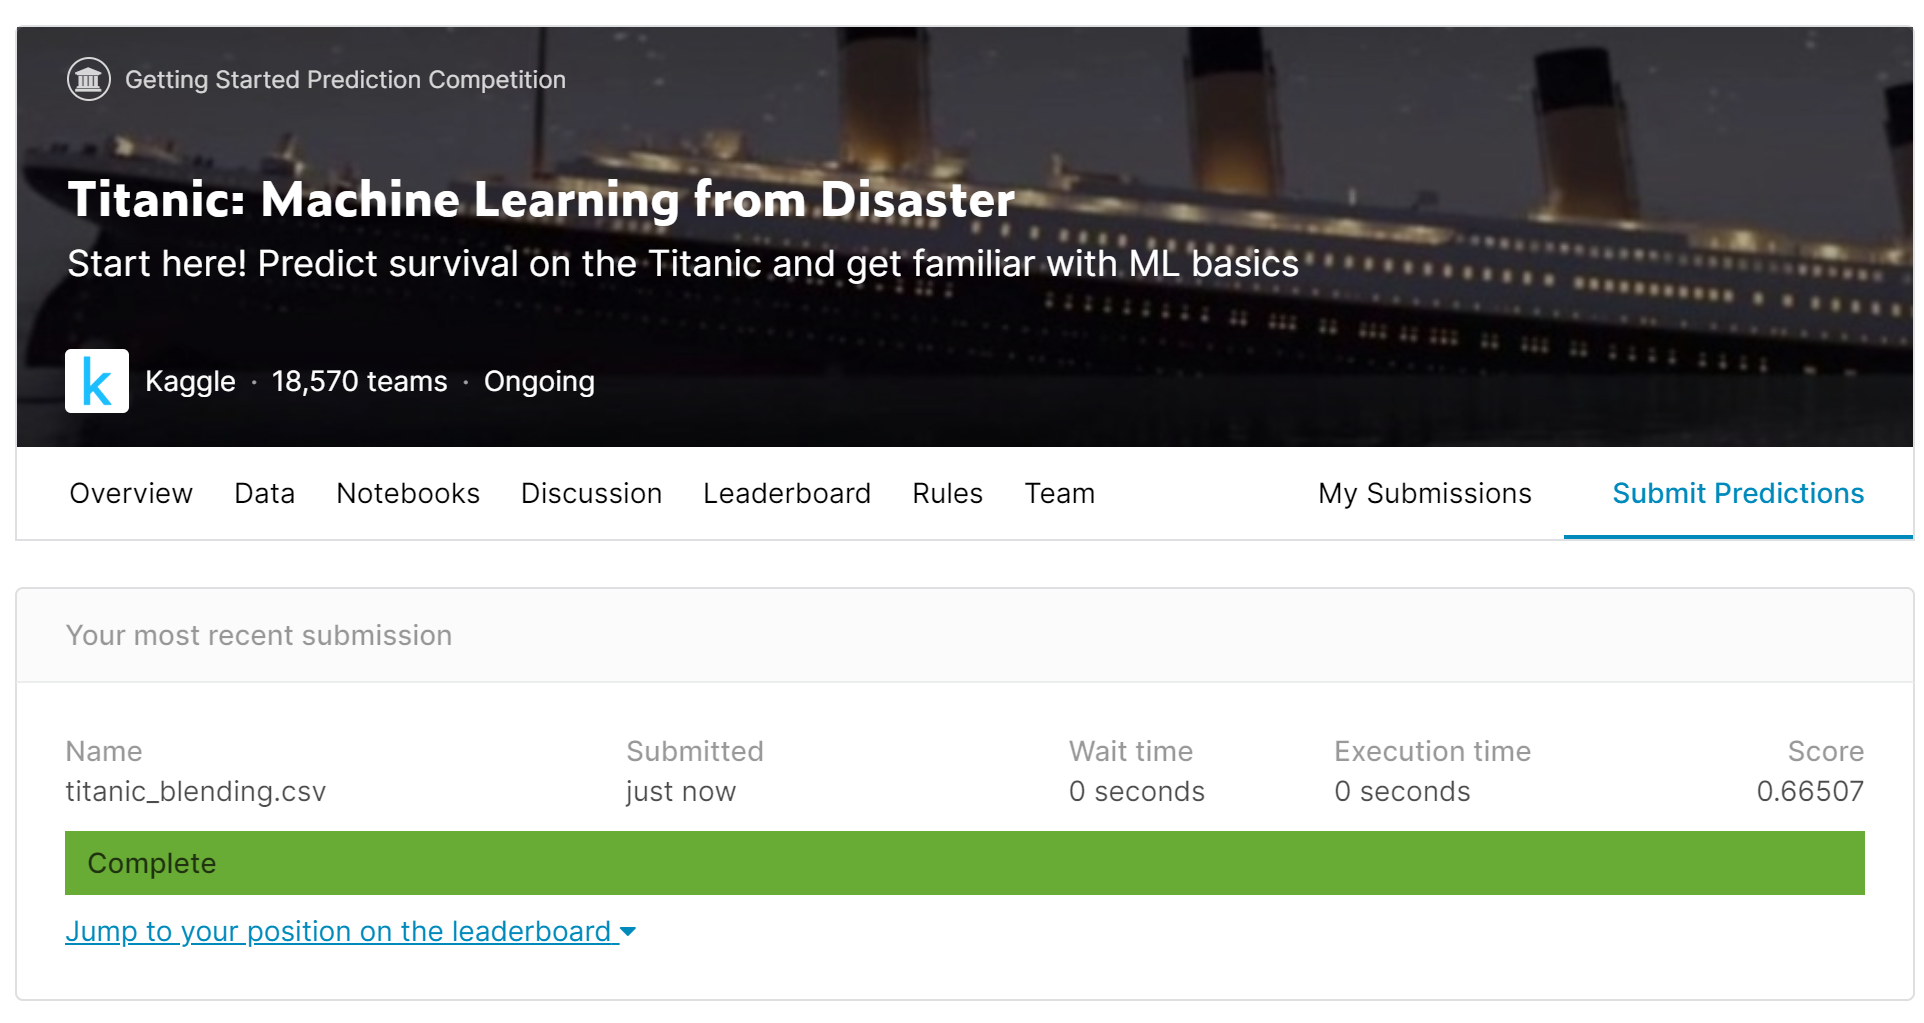 Getting Started Prediction Competition
Titanic: Machine Learning from Disaster
Start here! Predict survival on the Titanic and get familiar with ML basics
k Kaggle · 18,570 teams · Ongoing
Overview Data Notebooks Discussion Leaderboard Rules Team My Submissions Submit Predictions
Your most recent submission
Name Submitted Wait time Execution time Score
titanic_blending.csv just now 0 seconds 0 seconds 0.66507
Complete
Jump to your position on the leaderboard